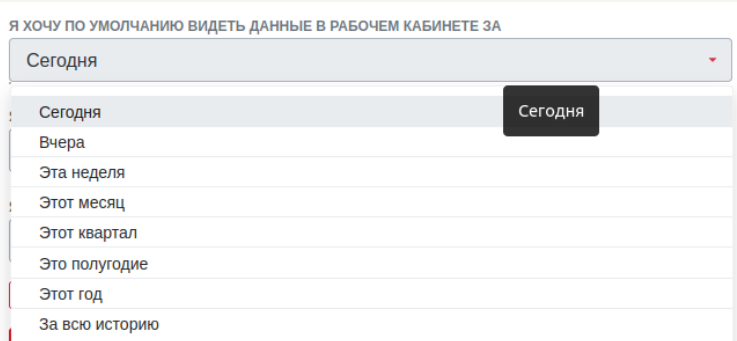 Я ХОЧУ ПО УМОЛЧАНИЮ ВИДЕТЬ ДАННЫЕ В РАБОЧЕМ КАБИНЕТЕ ЗА
Сегодня
Сегодня
Сегодня
Вчера
Эта неделя
Этот месяц
Этот квартал
Это полугодие
Этот год
За всю историю